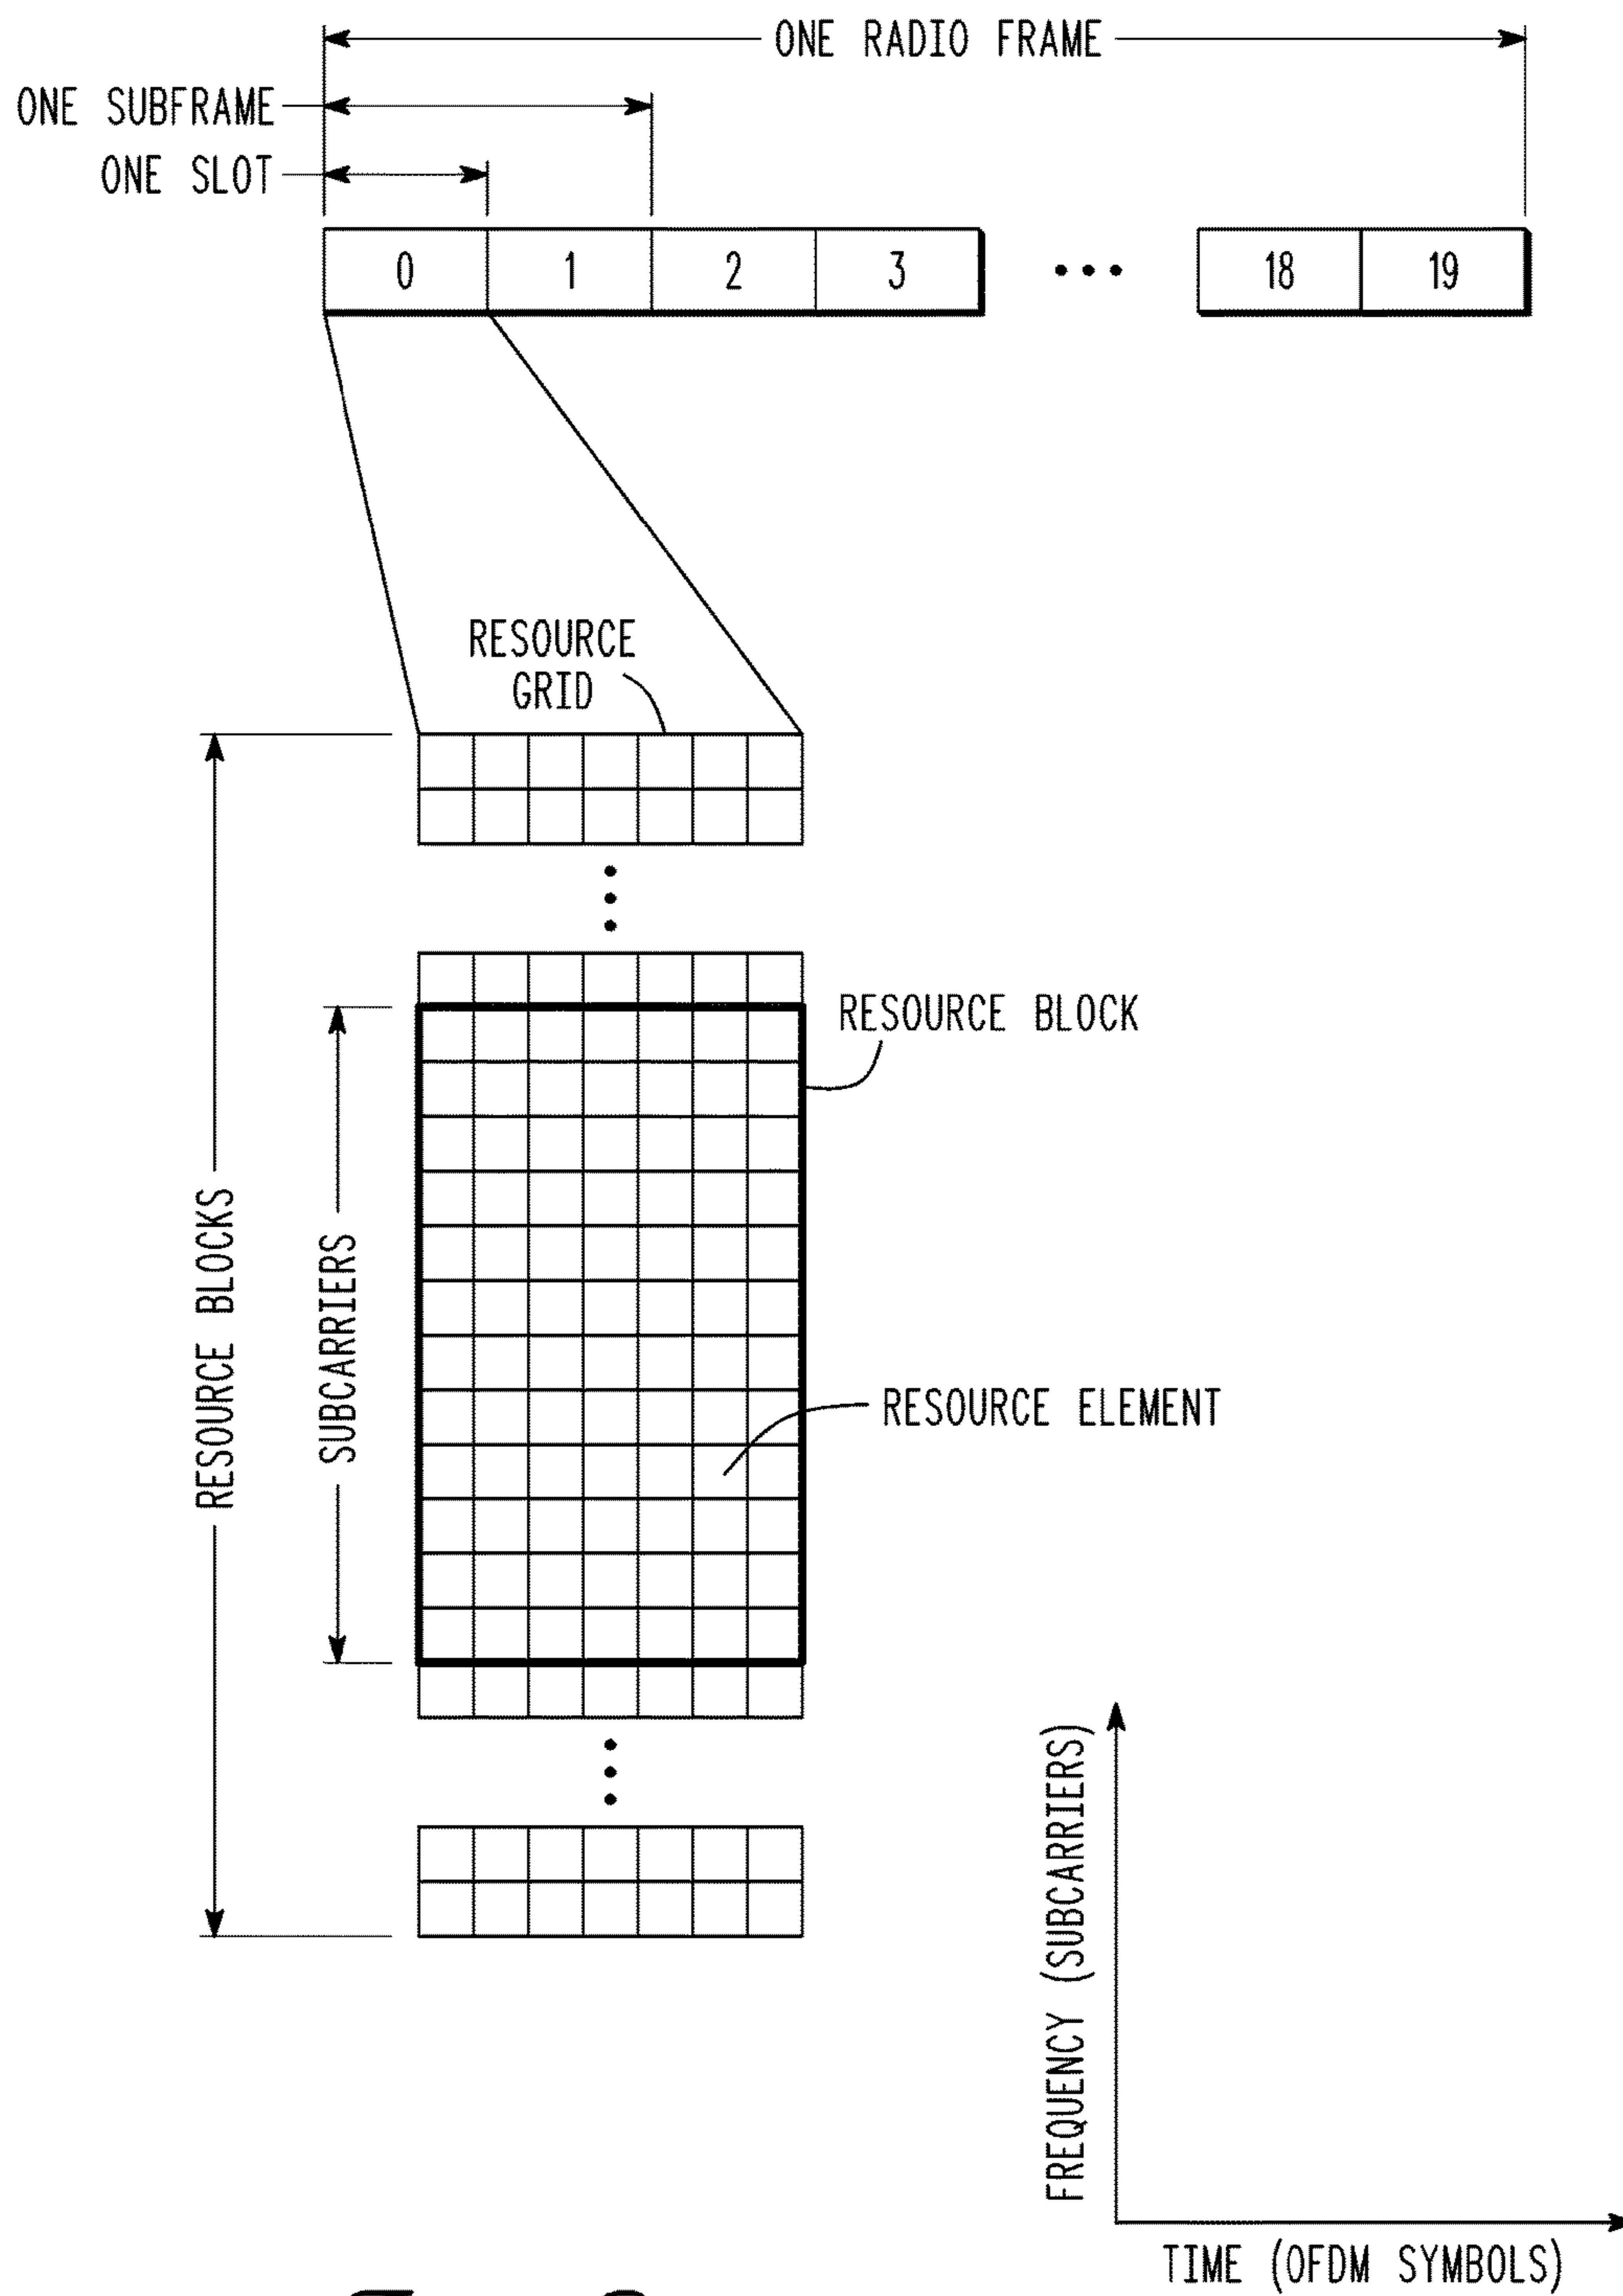 ONE RADIO FRAME
ONE SUBFRAME
ONE SLOT
0 1 2 3 ••• 18 19
RESOURCE
GRID
RESOURCE BLOCK
RESOURCE BLOCKS
SUBCARRIERS
RESOURCE ELEMENT
FREQUENCY (SUBCARRIERS)
TIME (OFDM SYMBOLS)